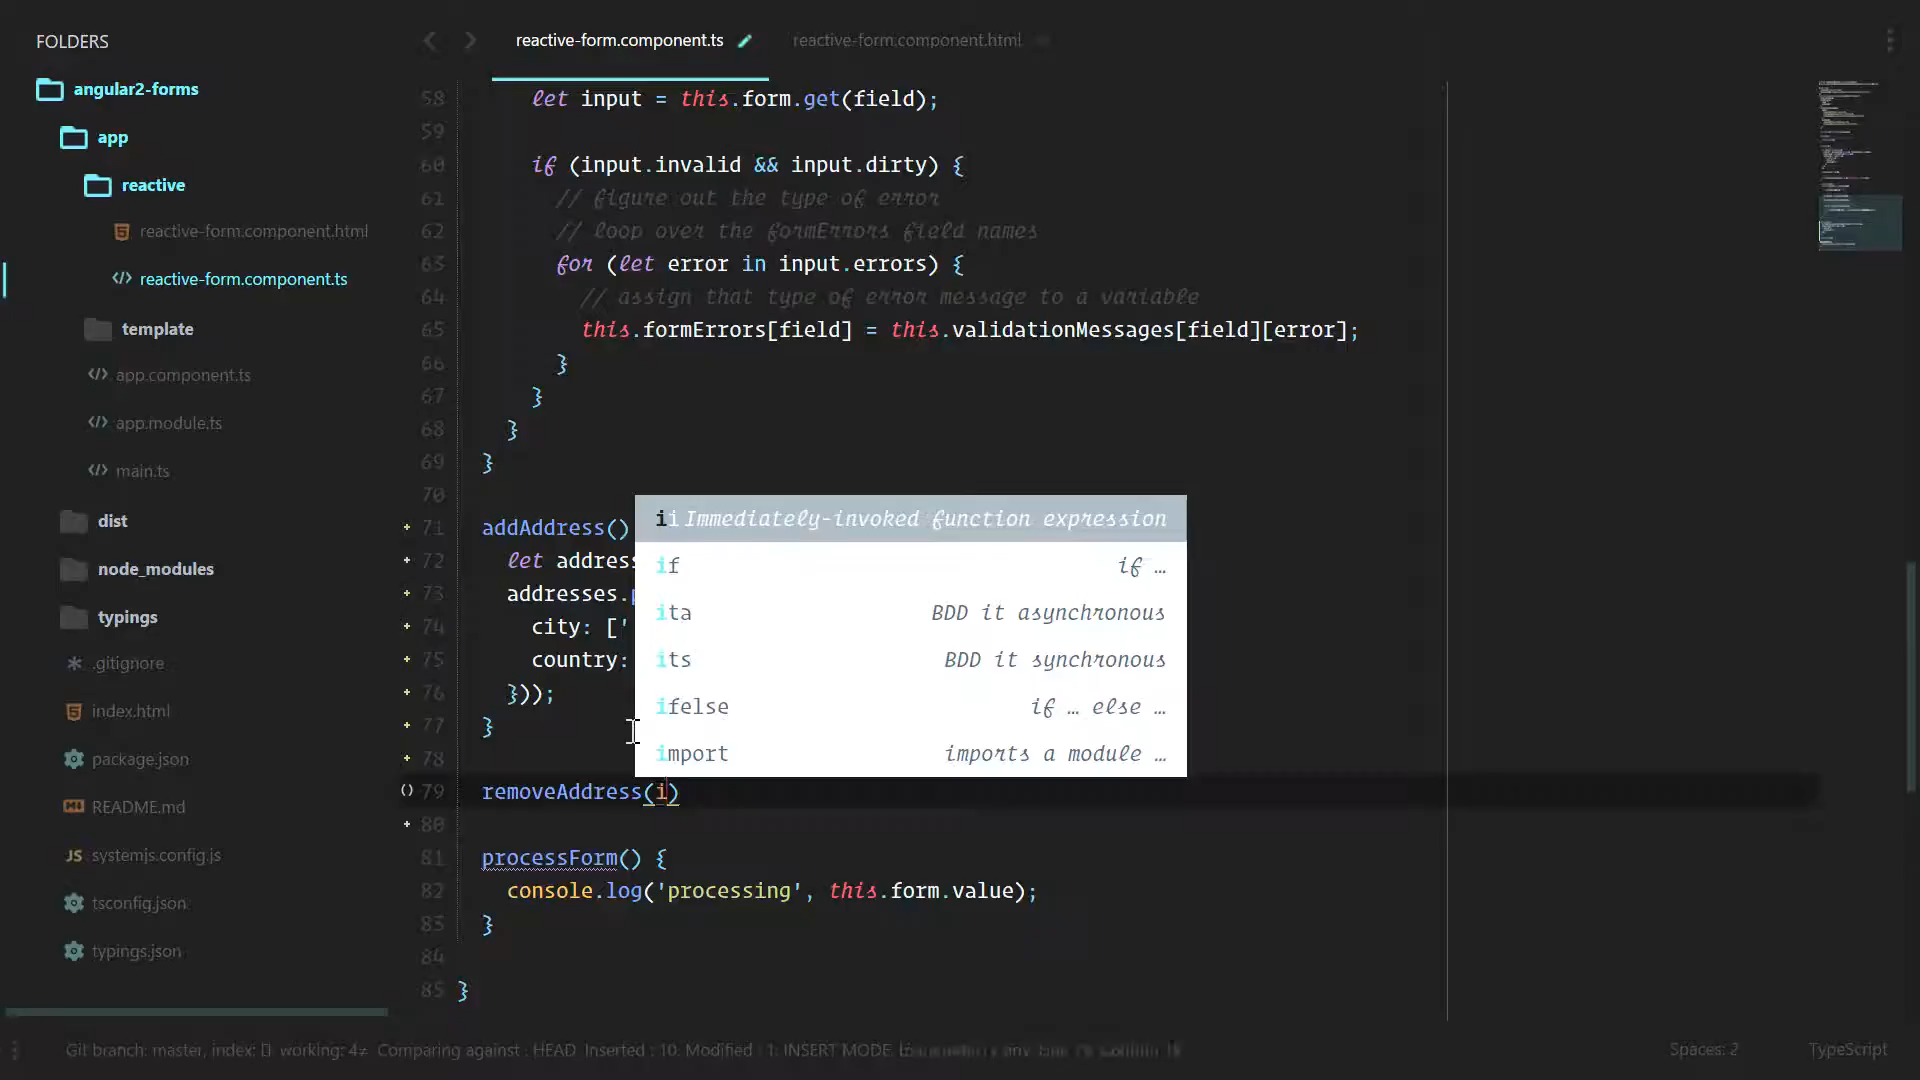 FOLDERS
angular2-forms
app
reactive
reactive-form.component.html
reactive-form.component.ts
template
app.component.ts
app.module.ts
main.ts
dist
node_modules
typings
.gitignore
index.html
package.json
README.md
JS systemjs.config.js
tsconfig.json
typings.json
reactive-form.component.ts
reactive-form.component.html
58 let input = this.form.get(field);
59
60 if (input.invalid && input.dirty) {
61 // figure out the type of error
62 // loop over the formErrors field names
63 for (let error in input.errors) {
64 // assign that type of error message to a variable
65 this.formErrors[field] = this.validationMessages[field][error];
66 }
67 }
68 }
69 }
70
71 addAddress()
72 let address
73 addresses.
74 city: ['
75 country:
76 }));
77 }
78
79 removeAddress(i)
80
81 processForm() {
82 console.log('processing', this.form.value);
83 }
84
85 }
ii Immediately-invoked function expression
if if …
ita BDD it asynchronous
its BDD it synchronous
ifelse if … else …
import imports a module …
Git branch: master, index: working: 4≠ Comparing against : HEAD Inserted : 10. Modified : 1. INSERT MODE
Spaces: 2
TypeScript